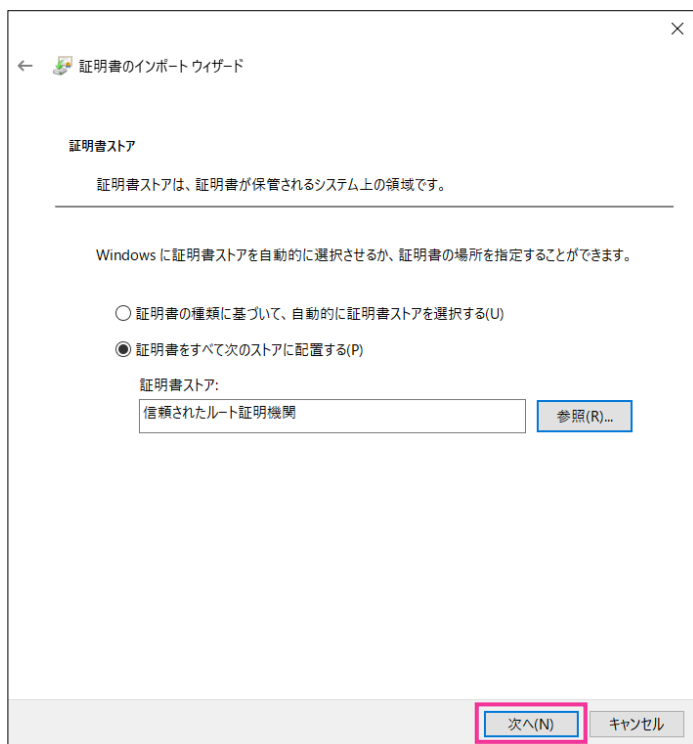 証明書のインポート ウィザード
証明書ストア
証明書ストアは、証明書が保管されるシステム上の領域です。
Windows に証明書ストアを自動的に選択させるか、証明書の場所を指定することができます。
証明書の種類に基づいて、自動的に証明書ストアを選択する(U)
証明書をすべて次のストアに配置する(P)
証明書ストア:
信頼されたルート証明機関
参照(R)...
次へ(N)
キャンセル